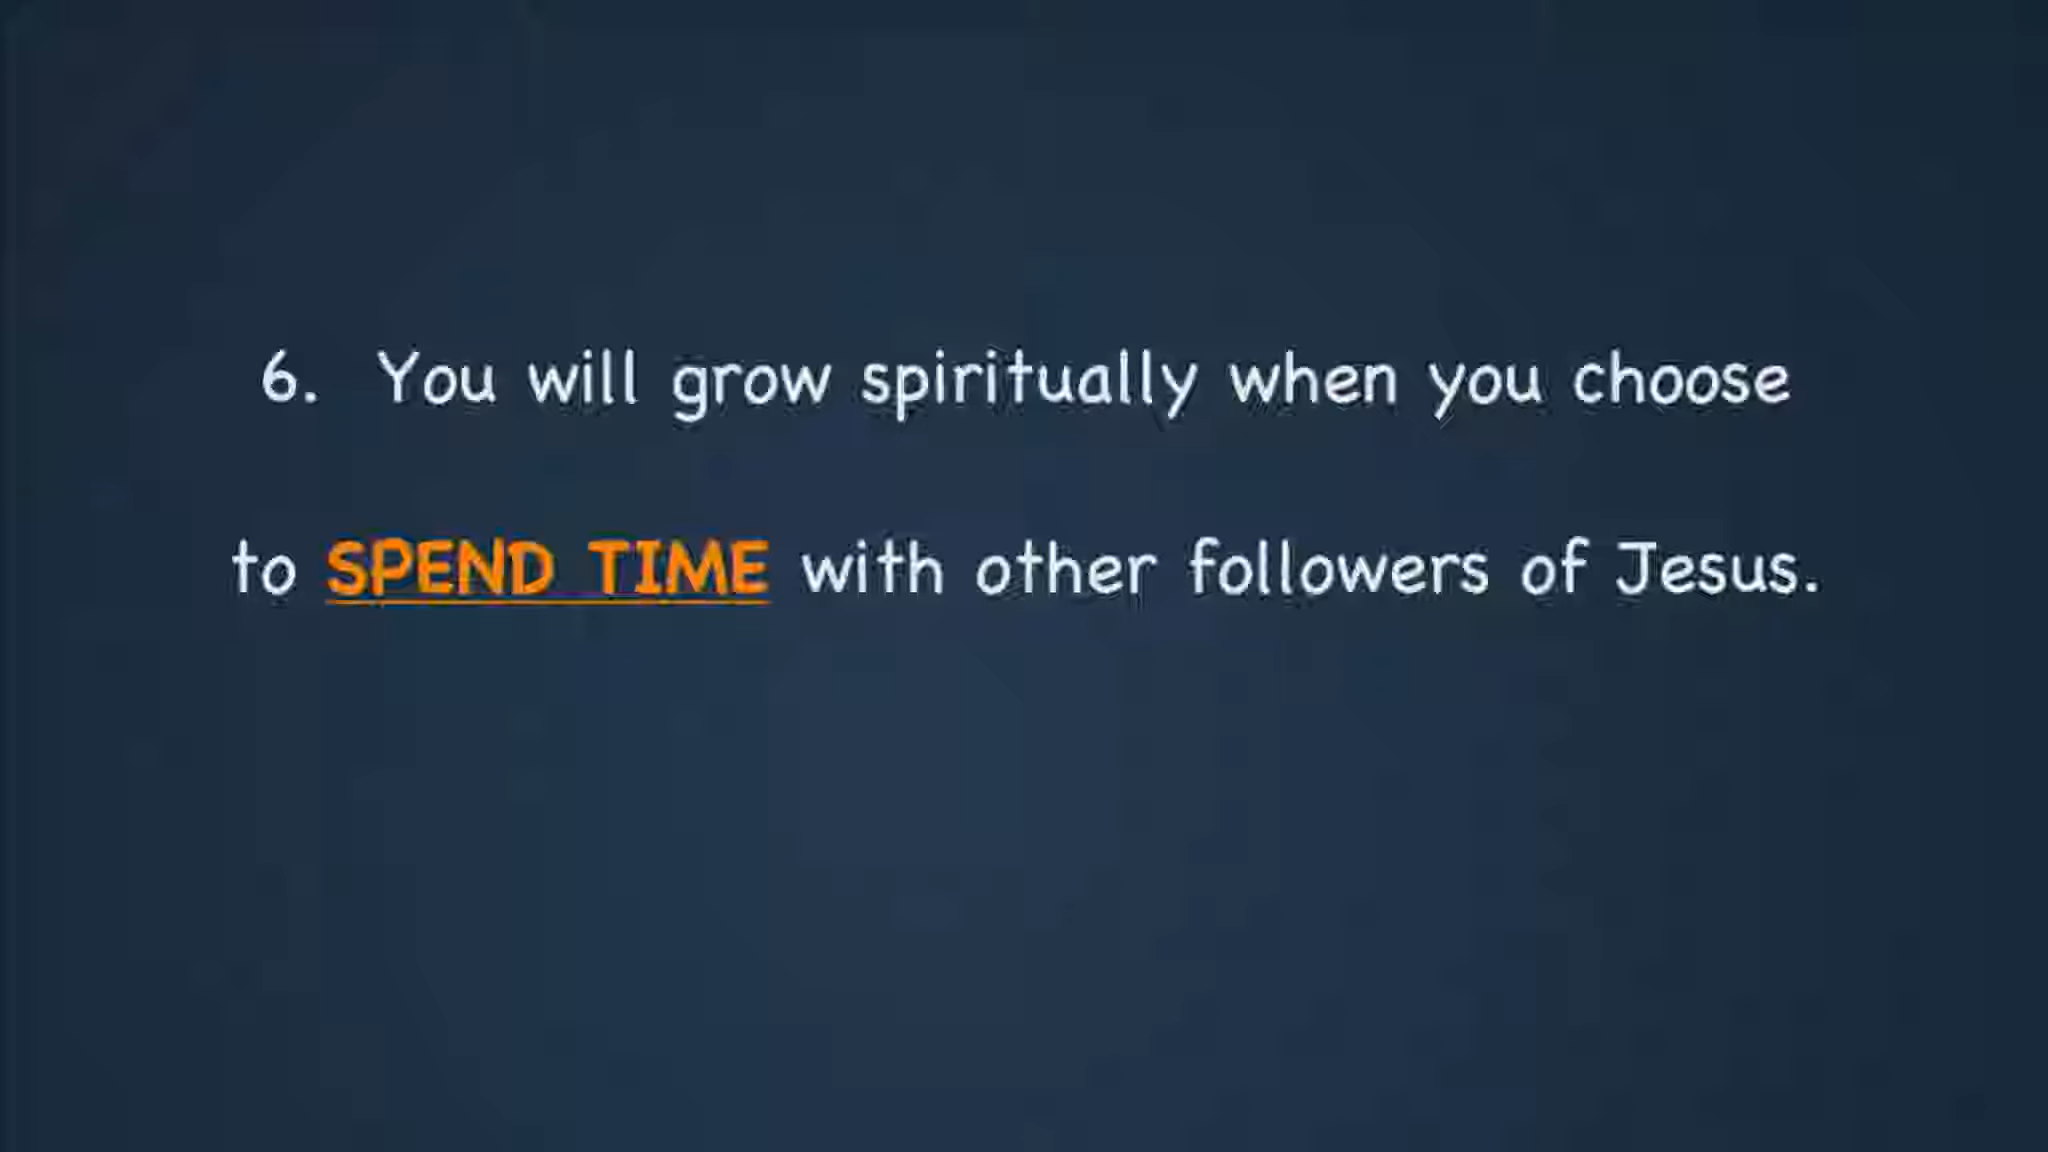 6. You will grow spiritually when you choose
to SPEND TIME with other followers of Jesus.